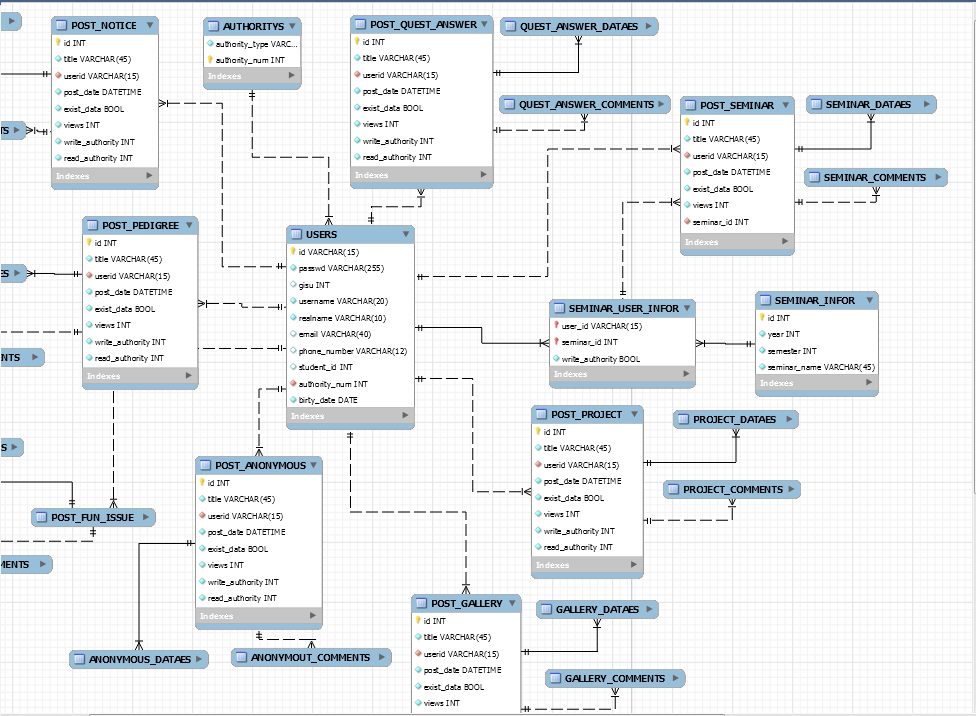 POST_NOTICE
id INT
title VARCHAR(45)
userid VARCHAR(15)
post_date DATETIME
exist_data BOOL
views INT
write_authority INT
read_authority INT
Indexes
AUTHORITYS
authority_type VARC...
authority_num INT
Indexes
POST_QUEST_ANSWER
id INT
title VARCHAR(45)
userid VARCHAR(15)
post_date DATETIME
exist_data BOOL
views INT
write_authority INT
read_authority INT
Indexes
QUEST_ANSWER_DATAES
QUEST_ANSWER_COMMENTS
POST_SEMINAR
id INT
title VARCHAR(45)
userid VARCHAR(15)
post_date DATETIME
exist_data BOOL
views INT
seminar_id INT
Indexes
SEMINAR_DATAES
SEMINAR_COMMENTS
TS
POST_PEDIGREE
id INT
title VARCHAR(45)
userid VARCHAR(15)
post_date DATETIME
exist_data BOOL
views INT
write_authority INT
read_authority INT
Indexes
USERS
id VARCHAR(15)
passwd VARCHAR(255)
gisu INT
username VARCHAR(20)
realname VARCHAR(10)
email VARCHAR(40)
phone_number VARCHAR(12)
student_id INT
authority_num INT
birty_date DATE
Indexes
SEMINAR_USER_INFOR
user_id VARCHAR(15)
seminar_id INT
write_authority BOOL
Indexes
SEMINAR_INFOR
id INT
year INT
semester INT
seminar_name VARCHAR(45)
Indexes
ES
NTS
S
POST_FUN_ISSUE
MENTS
POST_ANONYMOUS
id INT
title VARCHAR(45)
userid VARCHAR(15)
post_date DATETIME
exist_data BOOL
views INT
write_authority INT
read_authority INT
Indexes
ANONYMOUS_DATAES
ANONYMOUT_COMMENTS
POST_PROJECT
id INT
title VARCHAR(45)
userid VARCHAR(15)
post_date DATETIME
exist_data BOOL
views INT
write_authority INT
read_authority INT
Indexes
PROJECT_DATAES
PROJECT_COMMENTS
POST_GALLERY
id INT
title VARCHAR(45)
userid VARCHAR(15)
post_date DATETIME
exist_data BOOL
views INT
GALLERY_DATAES
GALLERY_COMMENTS